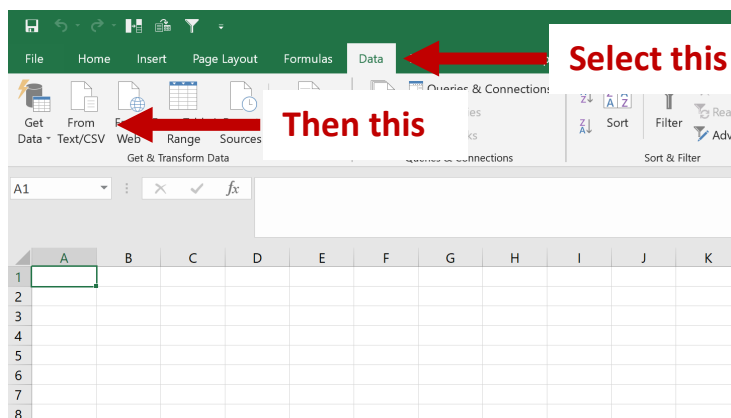 File Home Insert Page Layout Formulas Data
Select this
Queries & Connections
Get Data
From Text/CSV
Web
Range
Sources
Then this
Sort
Filter
Get & Transform Data
Queries & Connections
Sort & Filter
A1
fx
A B C D E F G H I J K
1
2
3
4
5
6
7
8